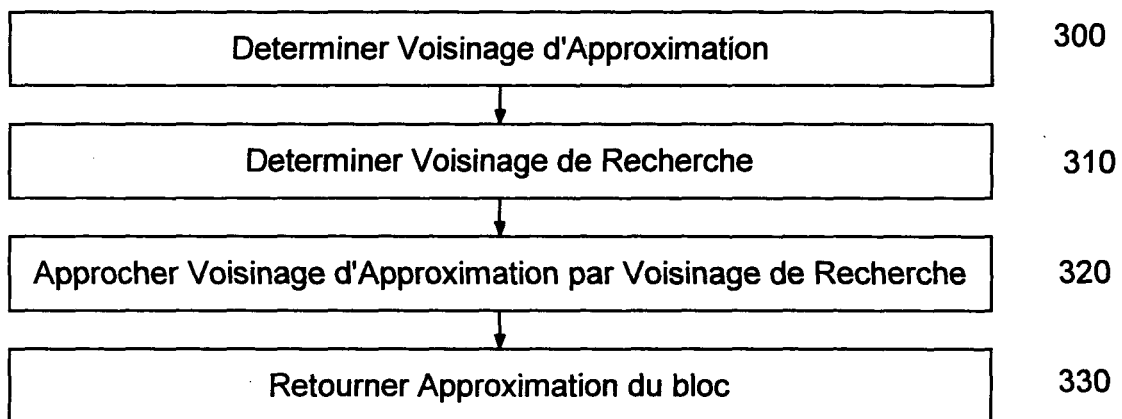 Determiner Voisinage d'Approximation 300
Determiner Voisinage de Recherche 310
Approcher Voisinage d'Approximation par Voisinage de Recherche 320
Retourner Approximation du bloc 330